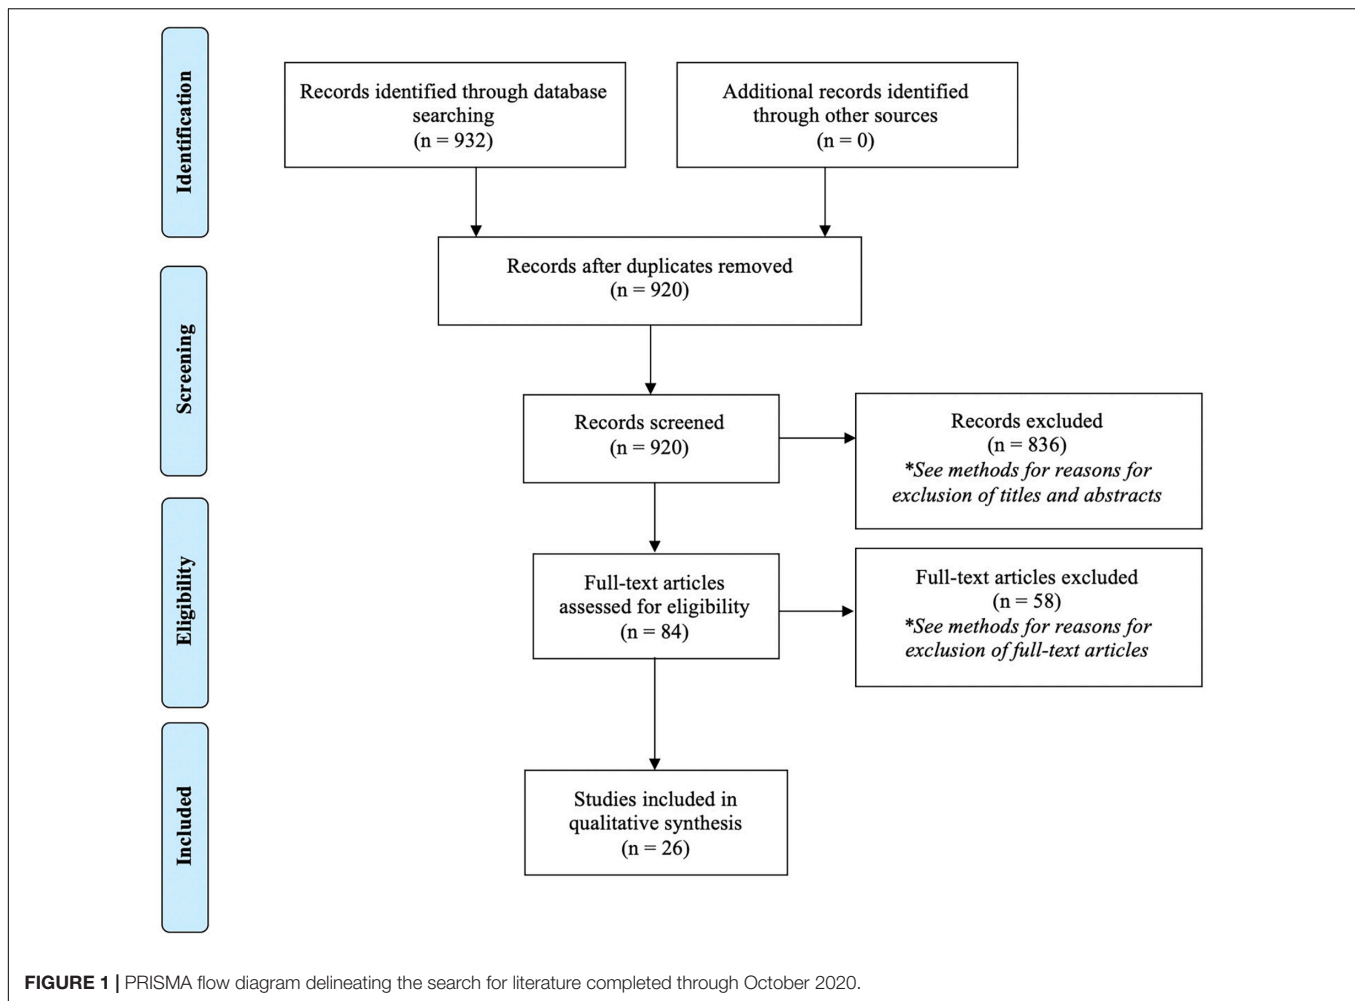 Identification
Records identified through database
searching
(n = 932)
Additional records identified
through other sources
(n = 0)
Records after duplicates removed
(n = 920)
Screening
Records screened
(n = 920)
Records excluded
(n = 836)
*See methods for reasons for
exclusion of titles and abstracts
Eligibility
Full-text articles
assessed for eligibility
(n = 84)
Full-text articles excluded
(n = 58)
*See methods for reasons for
exclusion of full-text articles
Included
Studies included in
qualitative synthesis
(n = 26)
FIGURE 1 | PRISMA flow diagram delineating the search for literature completed through October 2020.